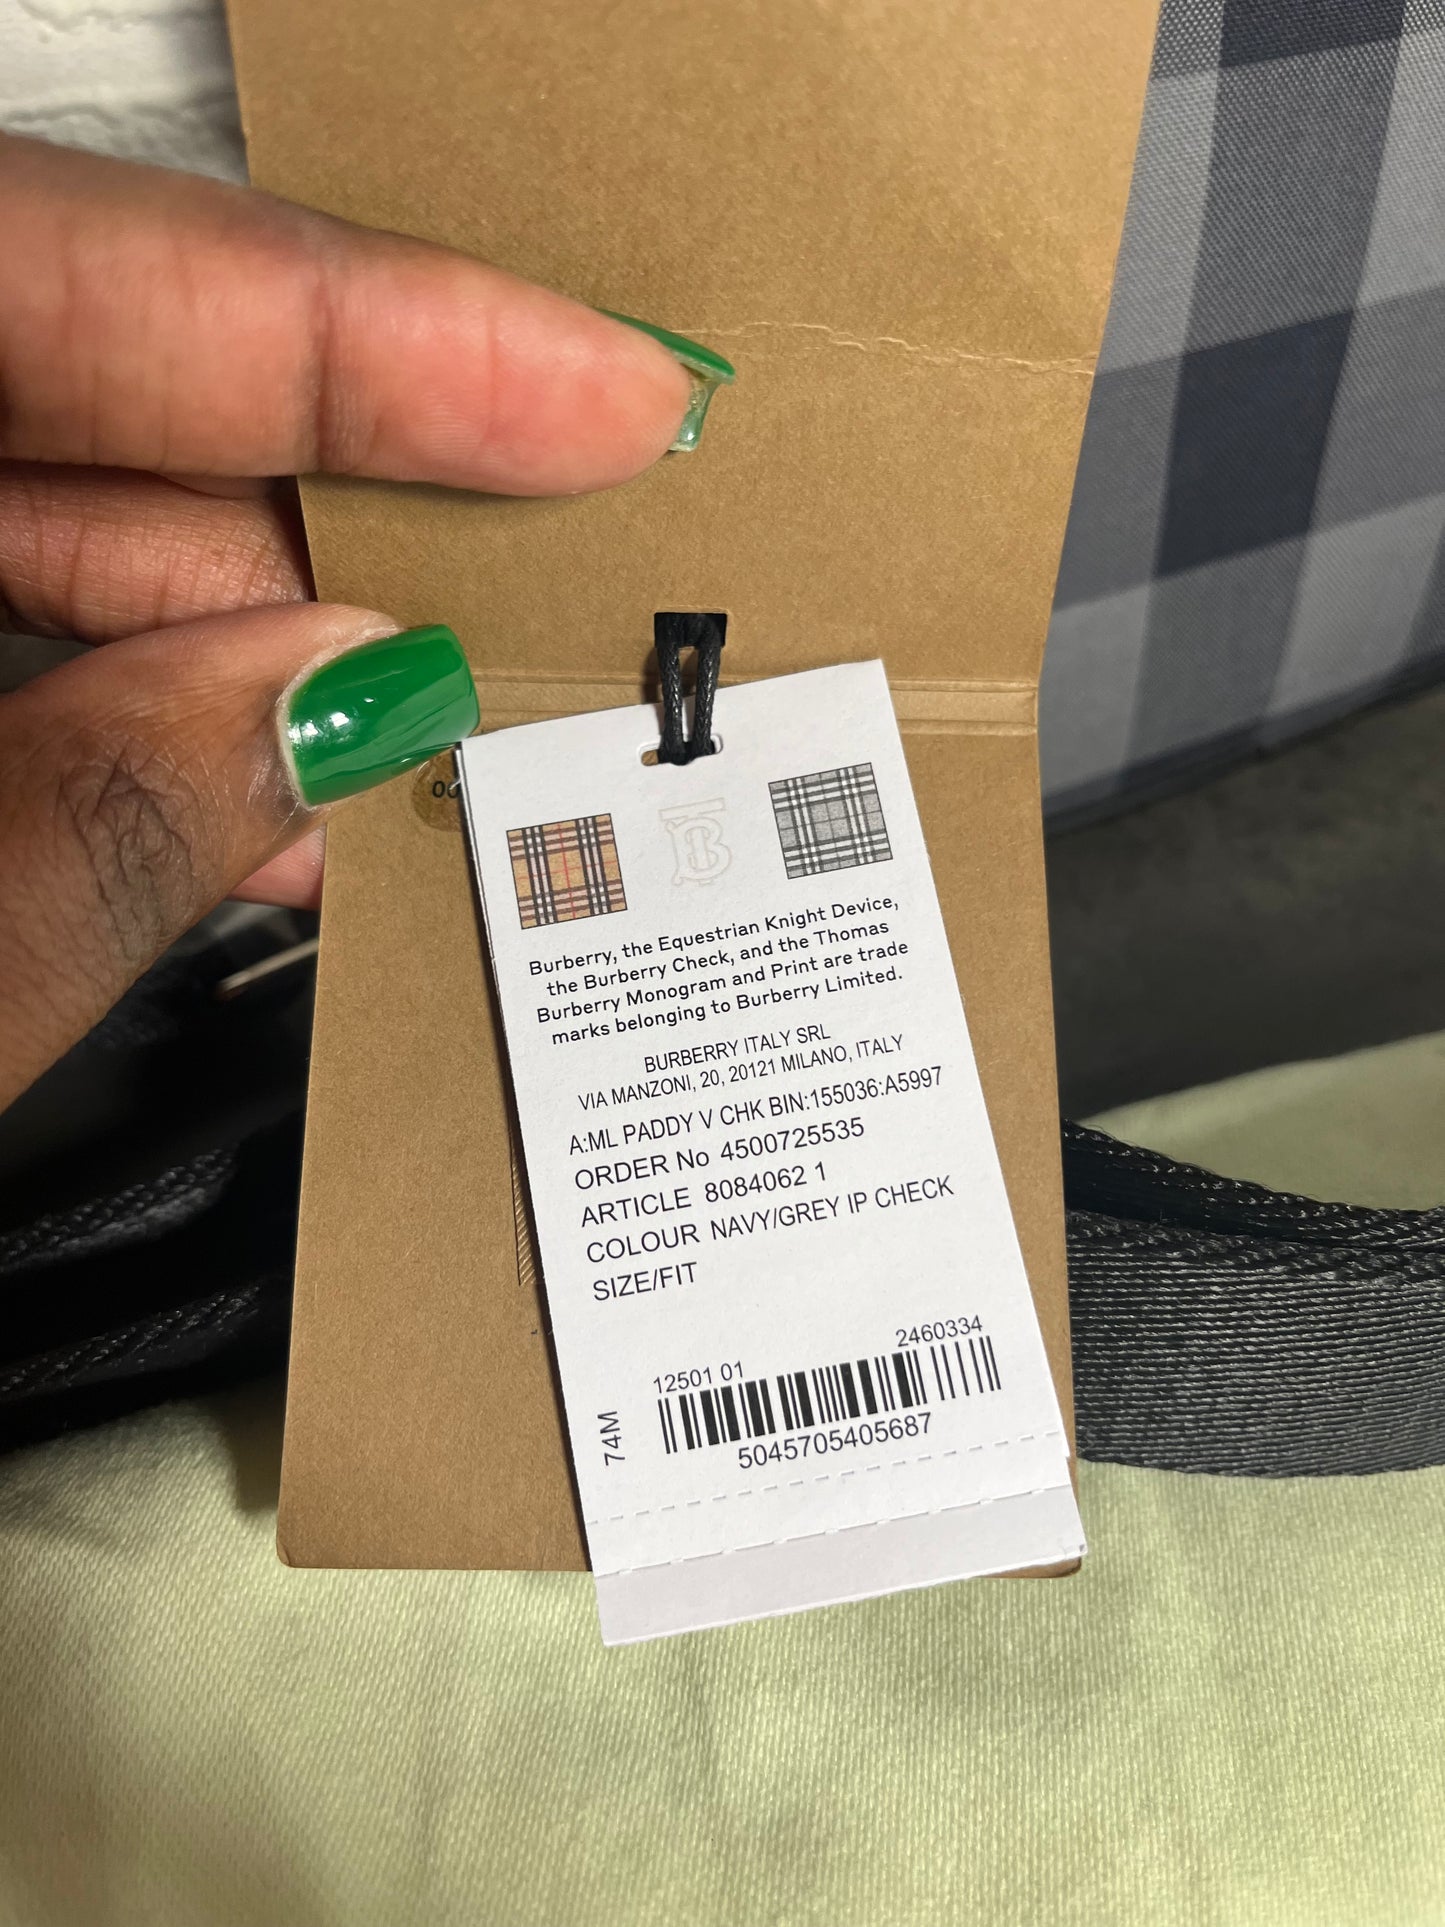 00
Burberry, the Equestrian Knight Device,
the Burberry Check, and the Thomas
Burberry Monogram and Print are trade
marks belonging to Burberry Limited.
BURBERRY ITALY SRL
VIA MANZONI, 20, 20121 MILANO, ITALY
A:ML PADDY V CHK BIN:155036:A5997
ORDER No 4500725535
ARTICLE 8084062 1
COLOUR NAVY/GREY IP CHECK
SIZE/FIT
12501 01 2460334
74M
5045705405687